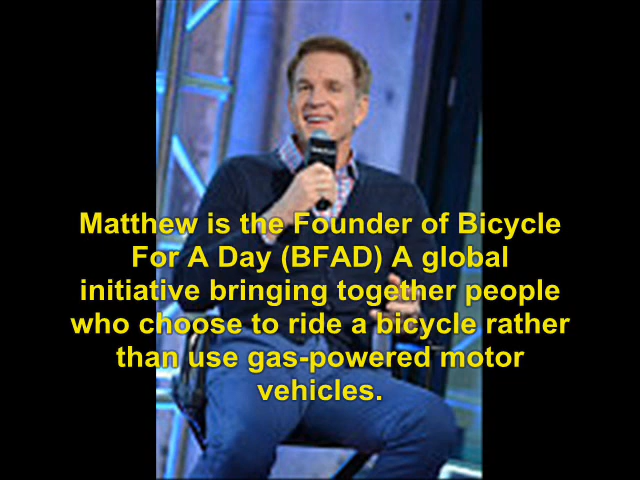 Matthew is the Founder of Bicycle
For A Day (BFAD) A global
initiative bringing together people
who choose to ride a bicycle rather
than use gas-powered motor
vehicles.